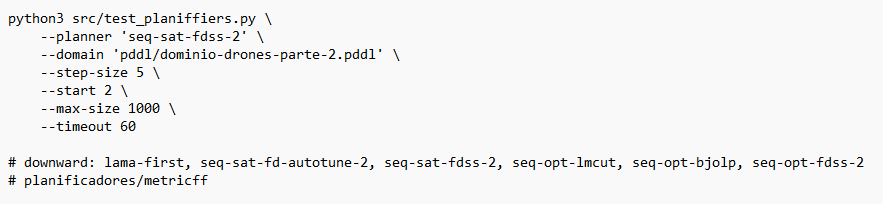 python3 src/test_planiffiers.py \
--planner 'seq-sat-fdss-2' \
--domain 'pddl/dominio-drones-parte-2.pddl' \
--step-size 5 \
--start 2 \
--max-size 1000 \
--timeout 60
# downward: lama-first, seq-sat-fd-autotune-2, seq-sat-fdss-2, seq-opt-lmcut, seq-opt-bjolp, seq-opt-fdss-2
# planificadores/metricff